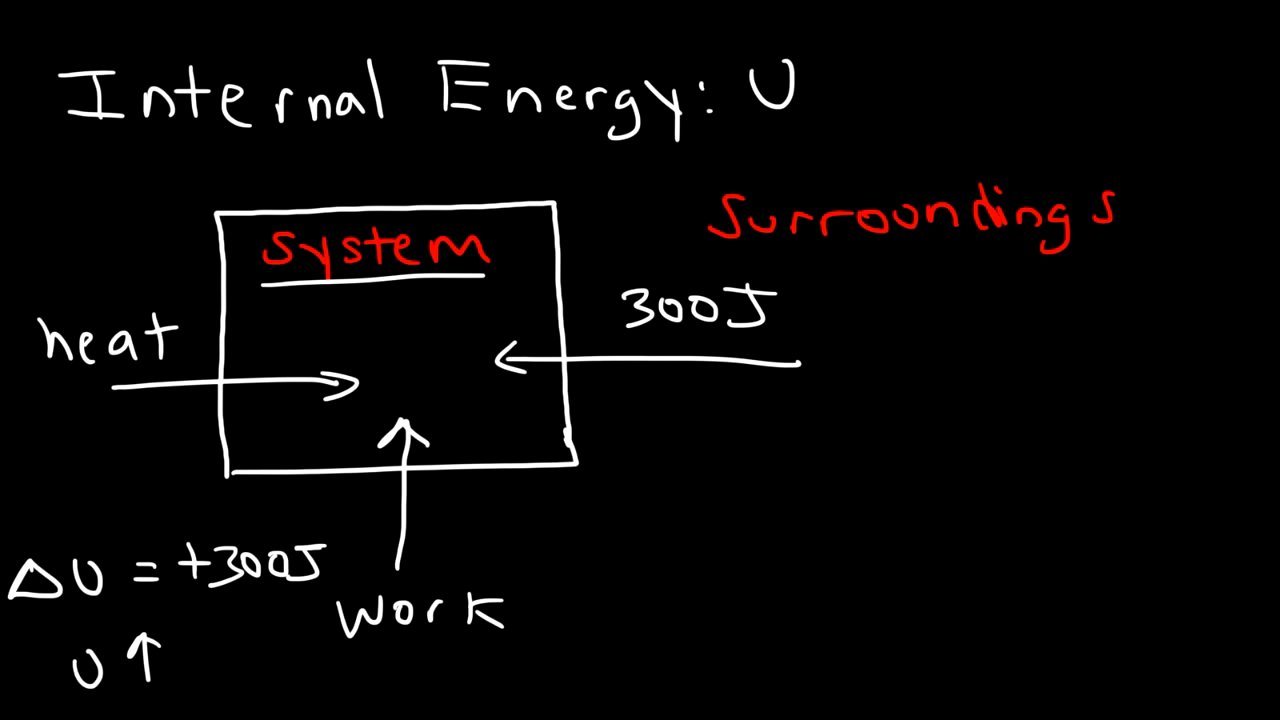 Internal Energy: U
Surroundings
System
300J
heat
ΔU = +300J
Work
U ↑